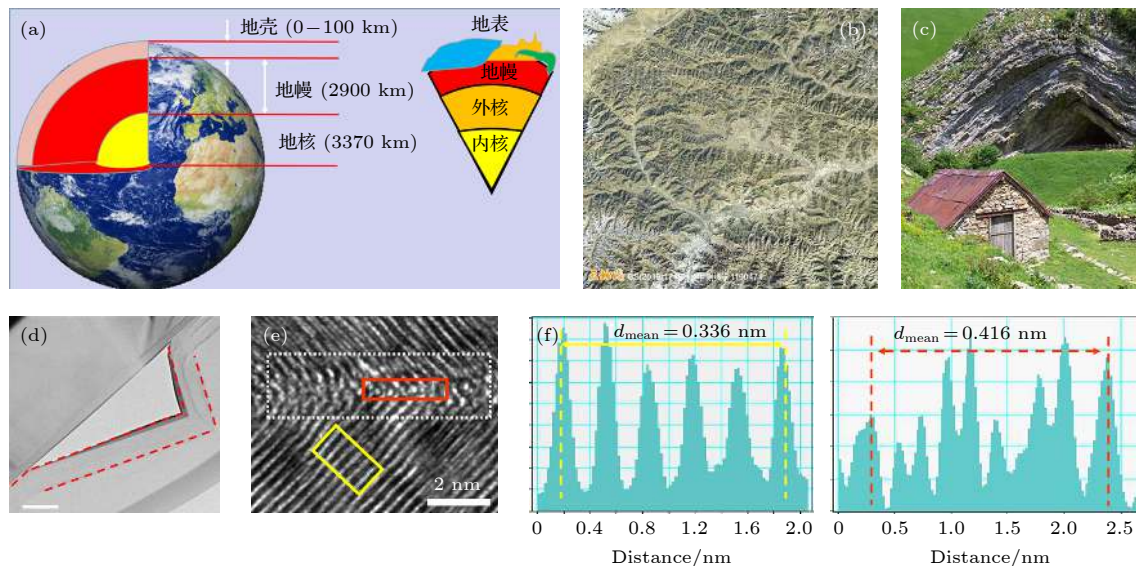 (a)
地壳 (0−100 km)
地幔 (2900 km)
地核 (3370 km)
地表
地幔
外核
内核
(b)
(c)
(d)
(e)
2 nm
(f)
d_mean = 0.336 nm
0 0.4 0.8 1.2 1.6 2.0
Distance/nm
d_mean = 0.416 nm
0 0.5 1.0 1.5 2.0 2.5
Distance/nm